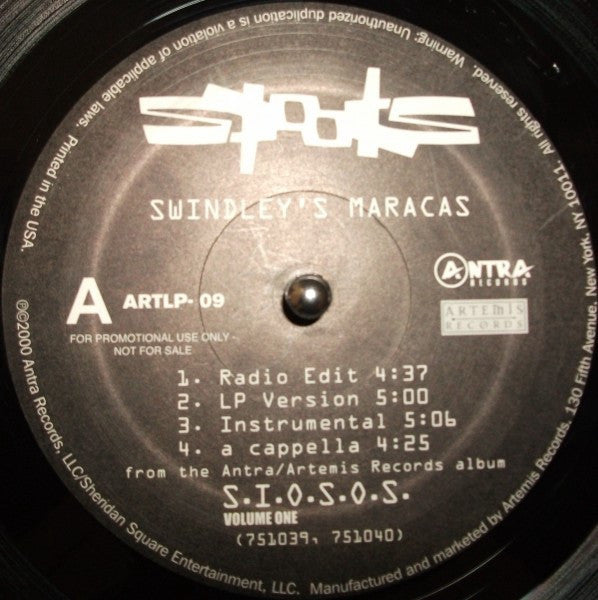 Spooks
SWINDLEY'S MARACAS
ANTRA
RECORDS
ARTEMIS
RECORDS
A ARTLP- 09
FOR PROMOTIONAL USE ONLY -
NOT FOR SALE
1. Radio Edit 4:37
2. LP Version 5:00
3. Instrumental 5:06
4. a cappella 4:25
from the Antra/Artemis Records album
S.I.O.S.O.S.
VOLUME ONE
(751039, 751040)
℗©2000 Antra Records, LLC/Sheridan Square Entertainment, LLC. Manufactured and marketed by Artemis Records. 130 Fifth Avenue, New York, NY 10011. All rights reserved. Warning: Unauthorized duplication is a violation of applicable laws. Printed in the USA.